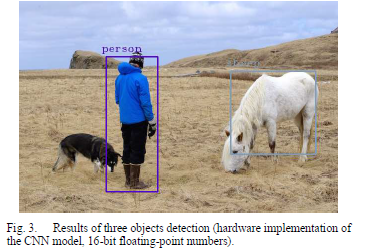 person
Fig. 3. Results of three objects detection (hardware implementation of
the CNN model, 16-bit floating-point numbers).